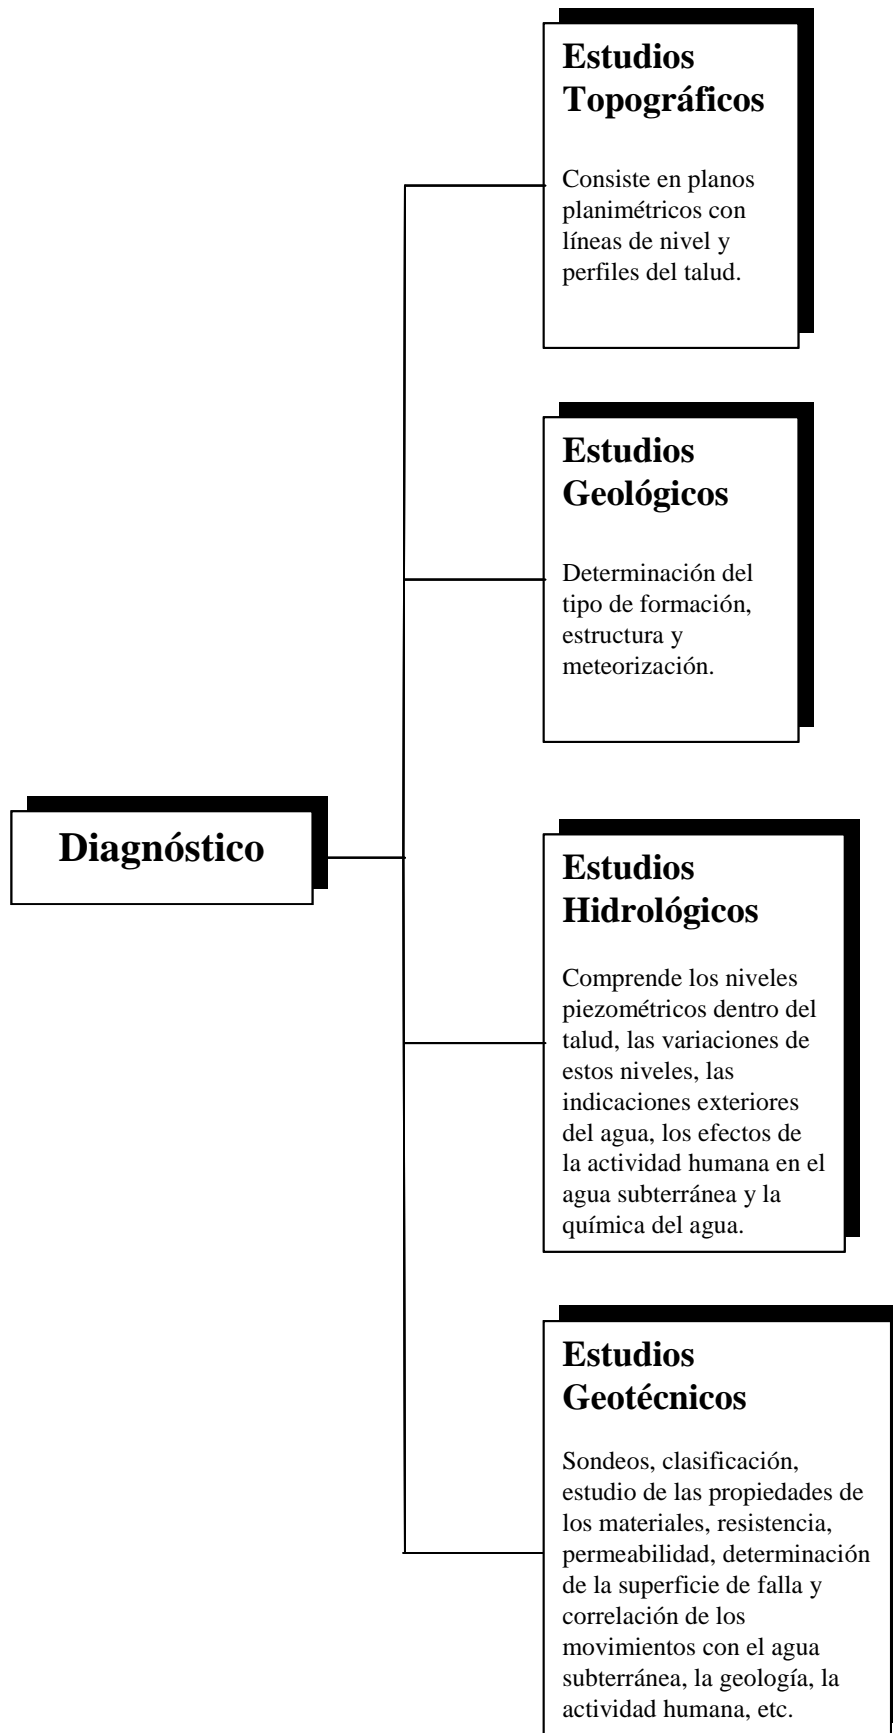 Estudios
Topográficos
Consiste en planos
planimétricos con
líneas de nivel y
perfiles del talud.
Estudios
Geológicos
Determinación del
tipo de formación,
estructura y
meteorización.
Diagnóstico
Estudios
Hidrológicos
Comprende los niveles
piezométricos dentro del
talud, las variaciones de
estos niveles, las
indicaciones exteriores
del agua, los efectos de
la actividad humana en el
agua subterránea y la
química del agua.
Estudios
Geotécnicos
Sondeos, clasificación,
estudio de las propiedades de
los materiales, resistencia,
permeabilidad, determinación
de la superficie de falla y
correlación de los
movimientos con el agua
subterránea, la geología, la
actividad humana, etc.